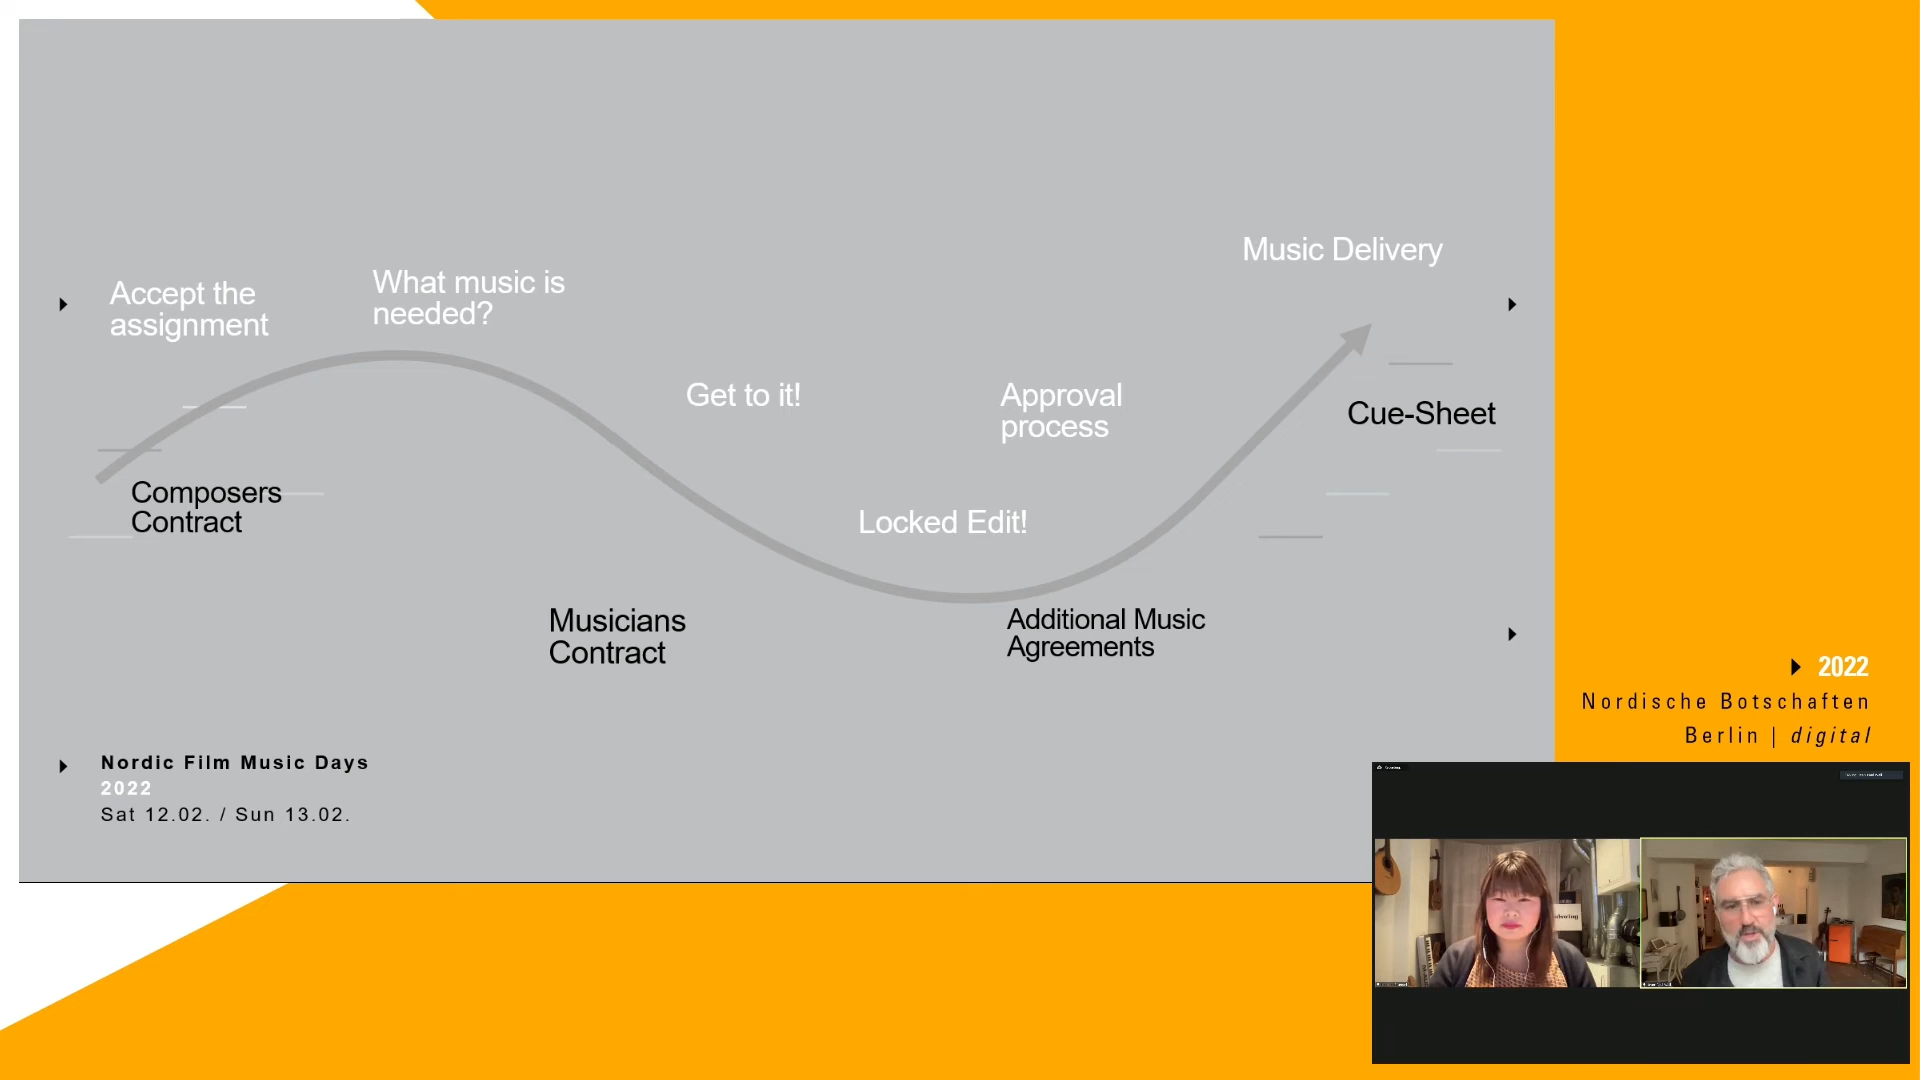 Music Delivery
Accept the
assignment
What music is
needed?
Get to it!
Approval
process
Cue-Sheet
Composers
Contract
Locked Edit!
Musicians
Contract
Additional Music
Agreements
2022
Nordische Botschaften
Berlin | digital
Nordic Film Music Days
2022
Sat 12.02. / Sun 13.02.